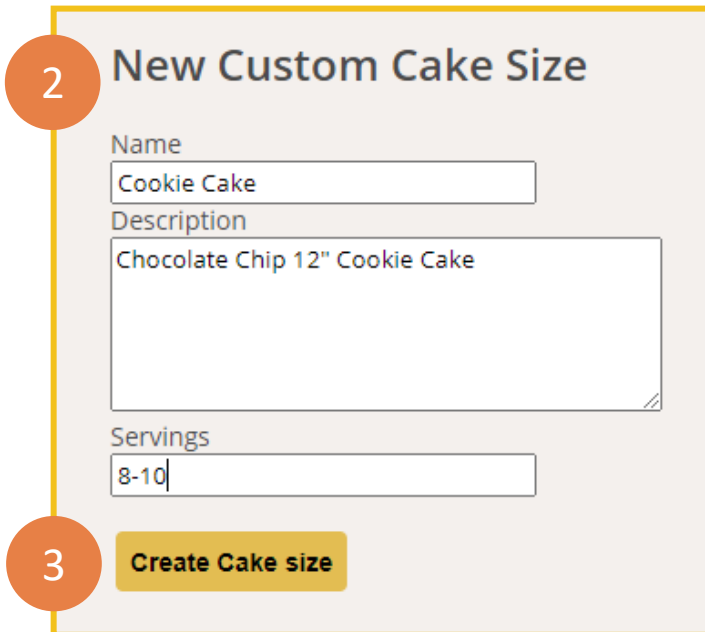 2
New Custom Cake Size
Name
Cookie Cake
Description
Chocolate Chip 12" Cookie Cake
Servings
8-10
3
Create Cake size